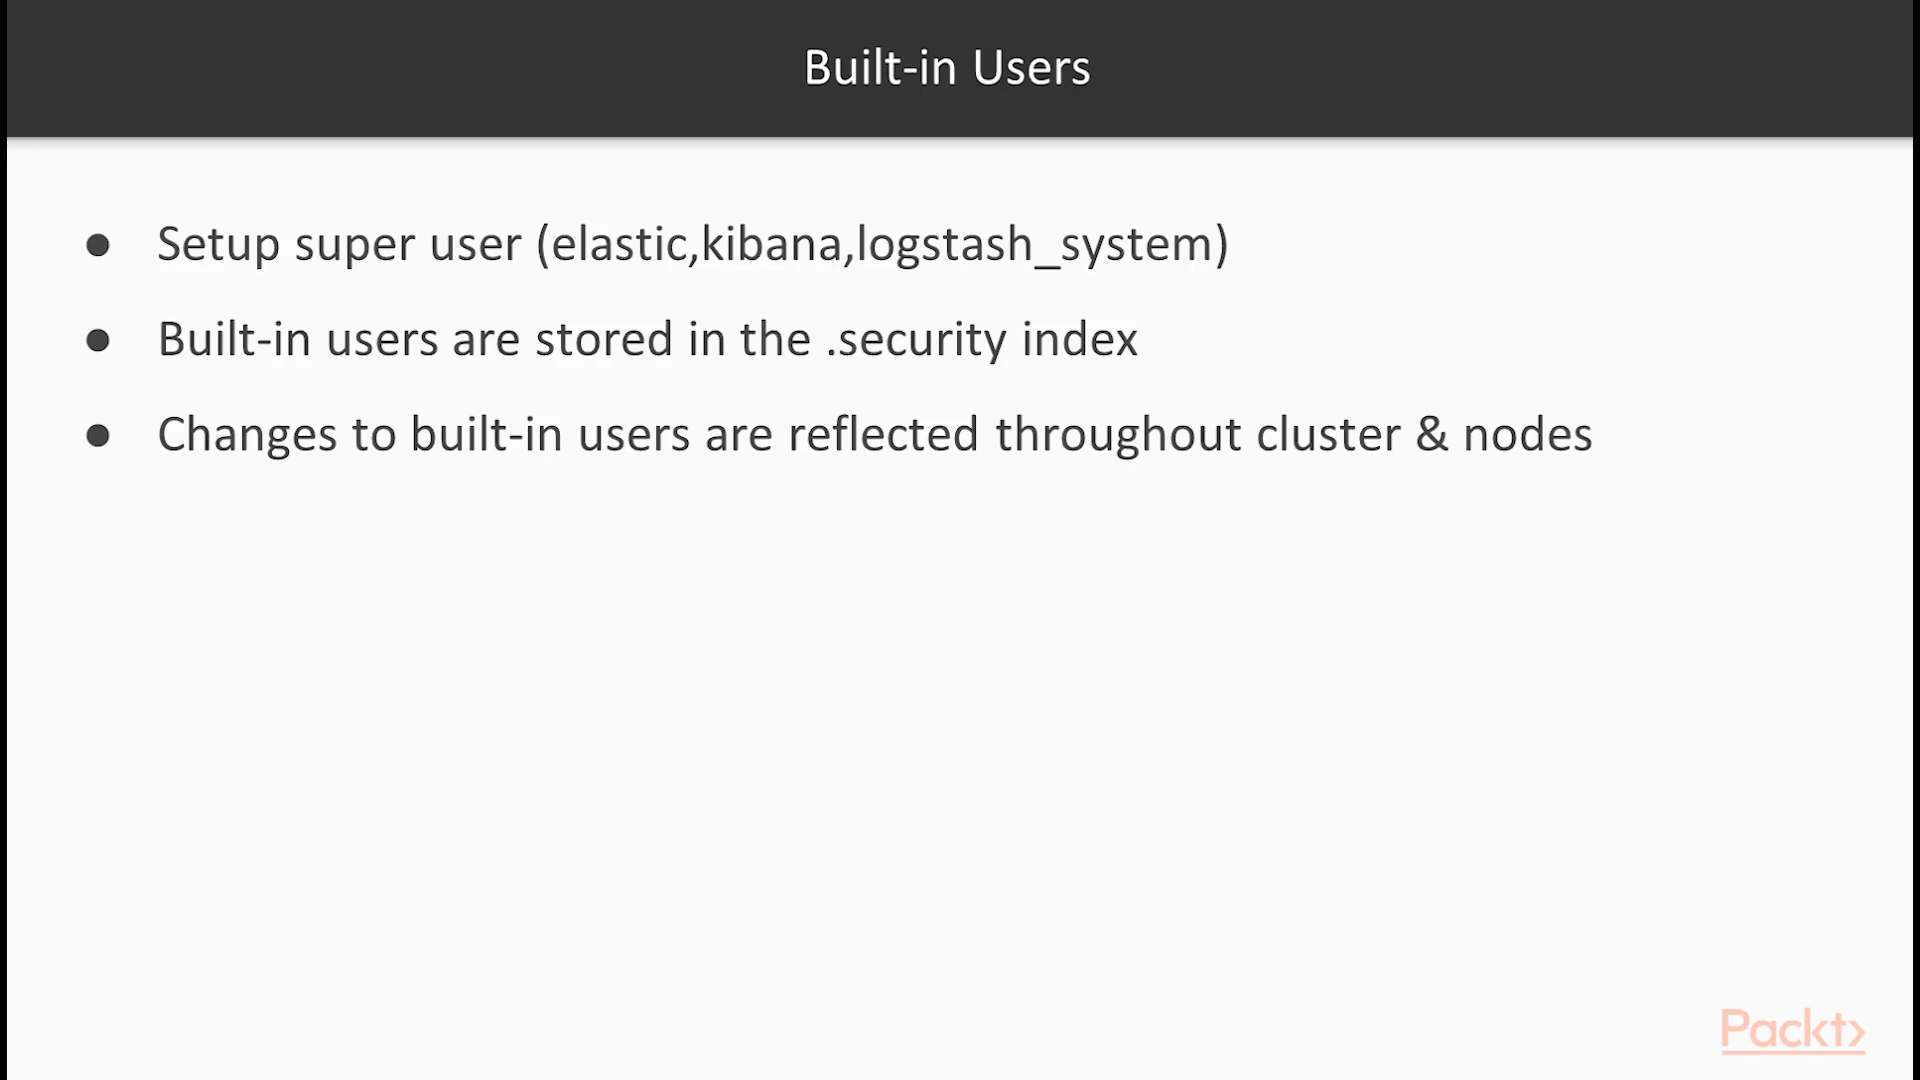 Built-in Users
● Setup super user (elastic,kibana,logstash_system)
● Built-in users are stored in the .security index
● Changes to built-in users are reflected throughout cluster & nodes
Packt>